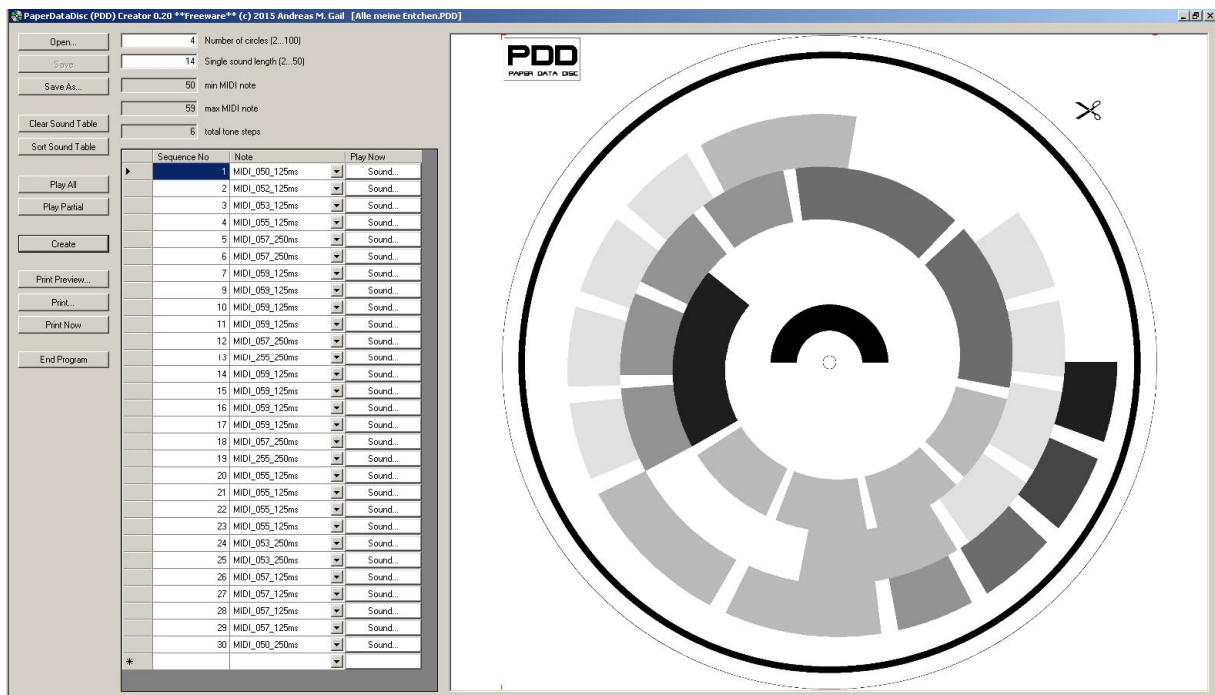 PaperDataDisc (PDD) Creator 0.20 **Freeware** (c) 2015 Andreas M. Gail [Alle meine Entchen.PDD]
Open...
Save
Save As...
Clear Sound Table
Sort Sound Table
Play All
Play Partial
Create
Print Preview...
Print...
Print Now
End Program
4 Number of circles (2...100)
14 Single sound length (2...50)
50 min MIDI note
59 max MIDI note
6 total tone steps
Sequence No Note Play Now
1 MIDI_050_125ms Sound...
2 MIDI_052_125ms Sound...
3 MIDI_053_125ms Sound...
4 MIDI_055_125ms Sound...
5 MIDI_057_250ms Sound...
6 MIDI_057_250ms Sound...
7 MIDI_059_125ms Sound...
9 MIDI_059_125ms Sound...
10 MIDI_059_125ms Sound...
11 MIDI_059_125ms Sound...
12 MIDI_057_250ms Sound...
13 MIDI_255_250ms Sound...
14 MIDI_059_125ms Sound...
15 MIDI_059_125ms Sound...
16 MIDI_059_125ms Sound...
17 MIDI_059_125ms Sound...
18 MIDI_057_250ms Sound...
19 MIDI_255_250ms Sound...
20 MIDI_055_125ms Sound...
21 MIDI_055_125ms Sound...
22 MIDI_055_125ms Sound...
23 MIDI_055_125ms Sound...
24 MIDI_053_250ms Sound...
25 MIDI_053_250ms Sound...
26 MIDI_057_125ms Sound...
27 MIDI_057_125ms Sound...
28 MIDI_057_125ms Sound...
29 MIDI_057_125ms Sound...
30 MIDI_050_250ms Sound...
PDD
PAPER DATA DISC